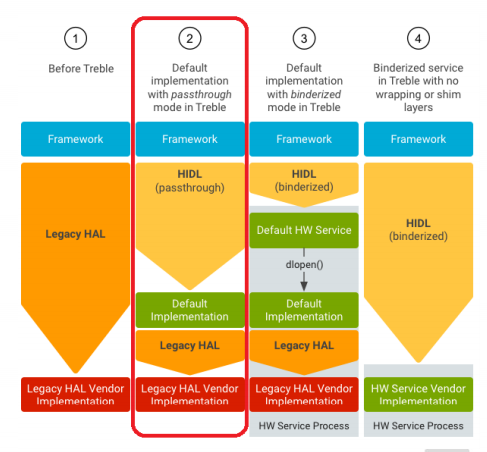 1
Before Treble
Framework
Legacy HAL
Legacy HAL Vendor
Implementation
2
Default
implementation
with passthrough
mode in Treble
Framework
HIDL
(passthrough)
Default
Implementation
Legacy HAL
Legacy HAL Vendor
Implementation
3
Default
implementation
with binderized
mode in Treble
Framework
HIDL
(binderized)
Default HW Service
dlopen()
Default
Implementation
Legacy HAL
Legacy HAL Vendor
Implementation
HW Service Process
4
Binderized service
in Treble with no
wrapping or shim
layers
Framework
HIDL
(binderized)
HW Service Vendor
Implementation
HW Service Process